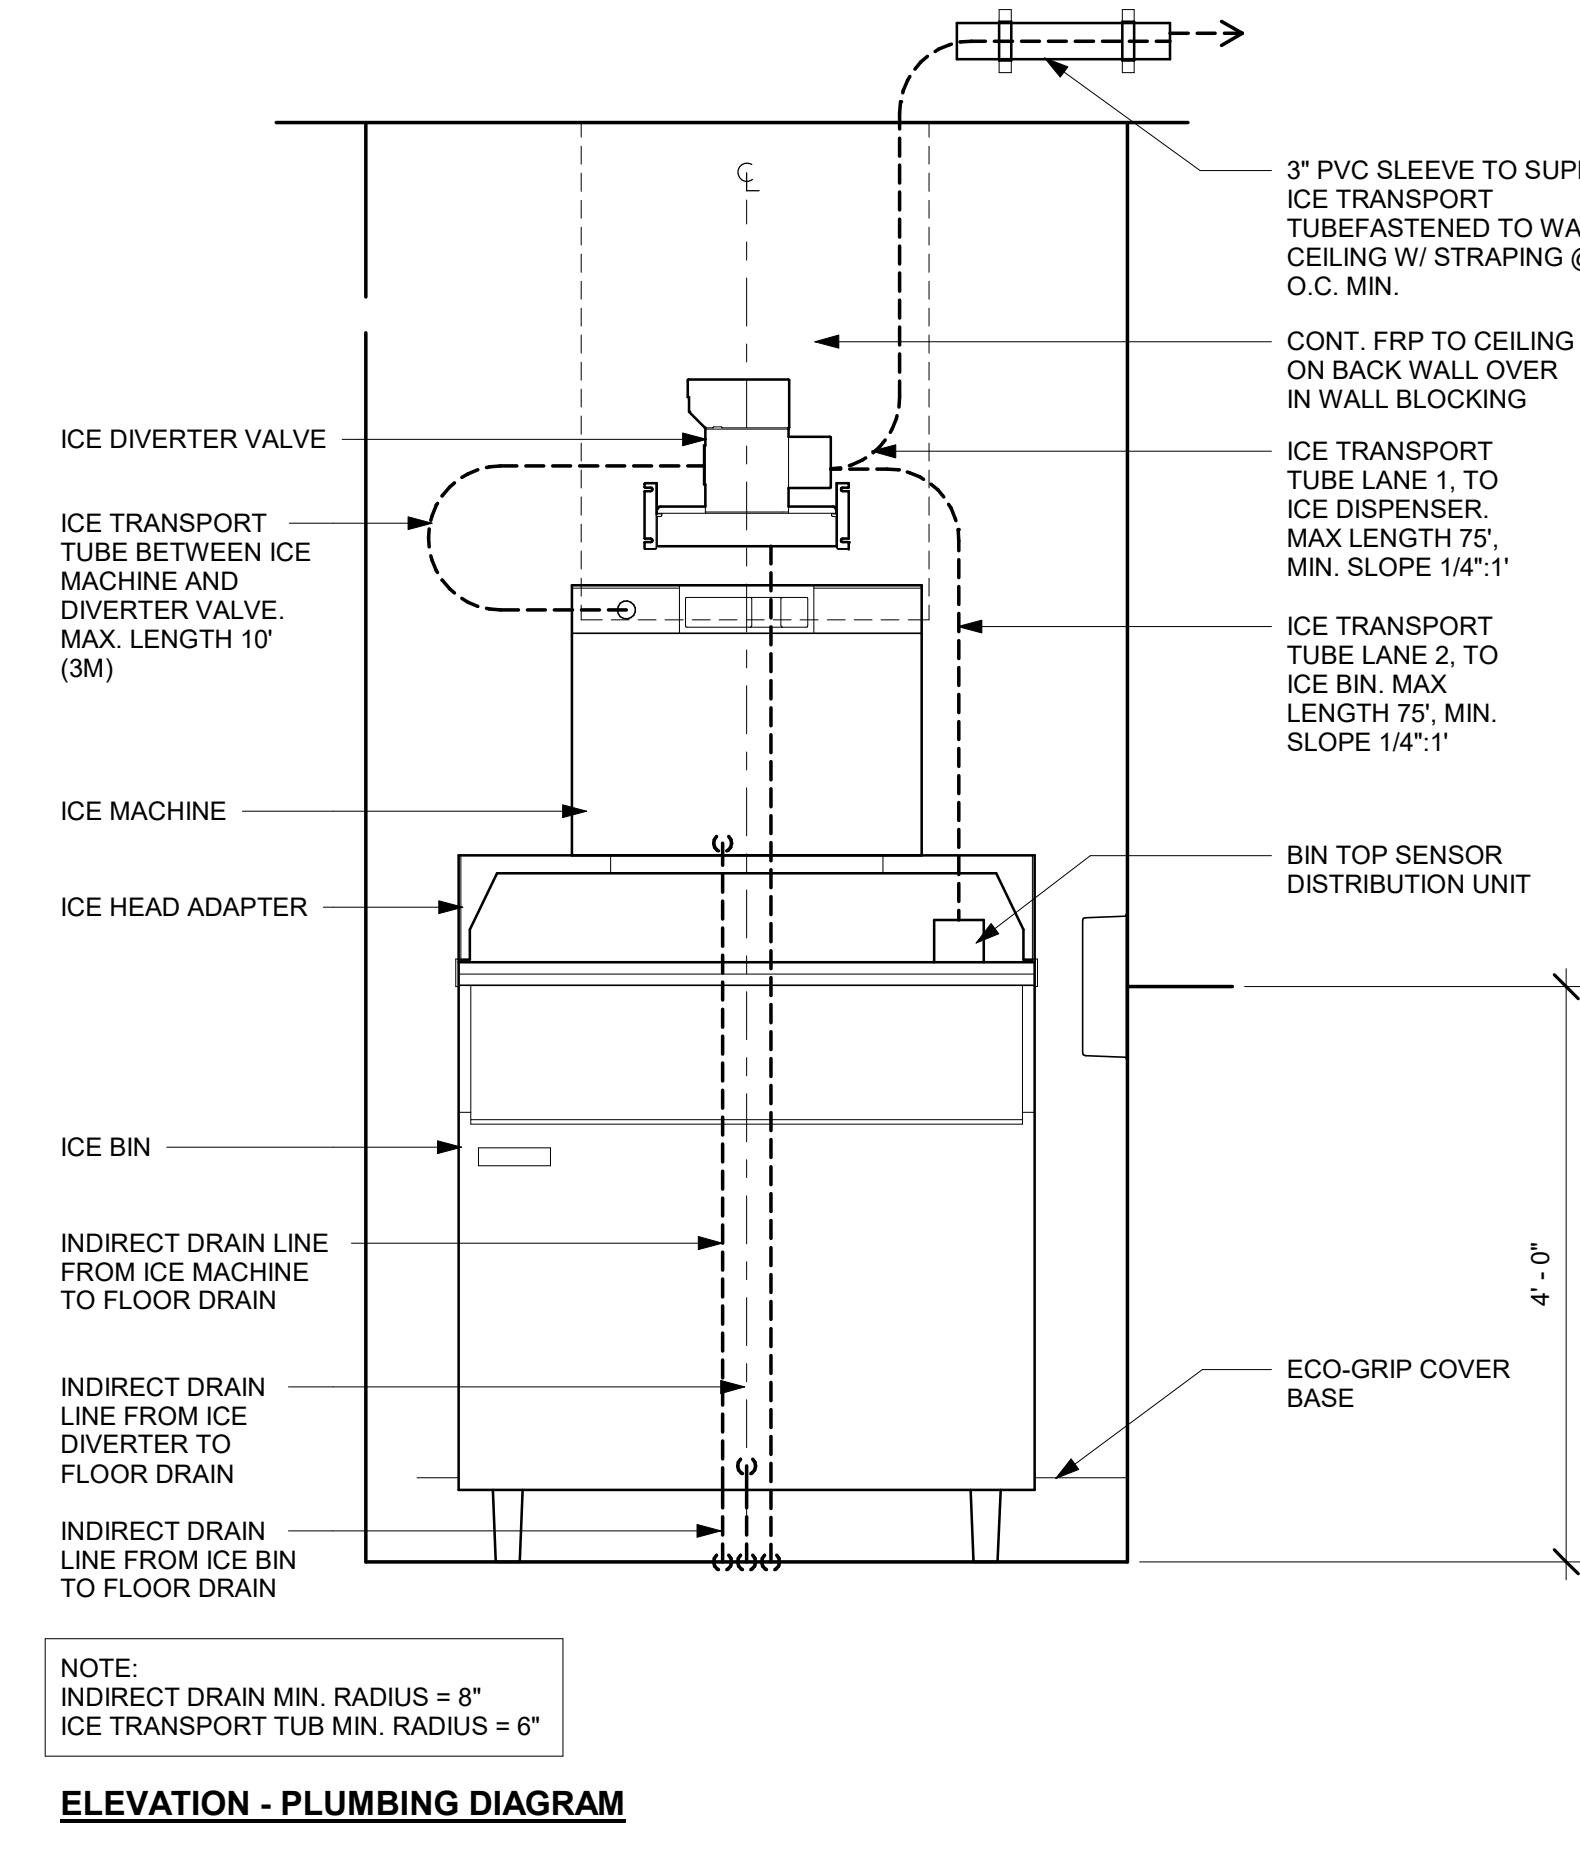 3" PVC SLEEVE TO
ICE TRANSPORT
TUBEFASTENED TO
CEILING W/ STRAPING
O.C. MIN.
CONT. FRP TO CEILING
ON BACK WALL OVER
IN WALL BLOCKING
ICE DIVERTER VALVE
ICE TRANSPORT
TUBE LANE 1, TO
ICE DISPENSER.
MAX LENGTH 75',
MIN. SLOPE 1/4":1'
ICE TRANSPORT
TUBE BETWEEN ICE
MACHINE AND
DIVERTER VALVE.
MAX. LENGTH 10'
(3M)
ICE TRANSPORT
TUBE LANE 2, TO
ICE BIN. MAX
LENGTH 75', MIN.
SLOPE 1/4":1'
ICE MACHINE
BIN TOP SENSOR
DISTRIBUTION UNIT
ICE HEAD ADAPTER
ICE BIN
INDIRECT DRAIN LINE
FROM ICE MACHINE
TO FLOOR DRAIN
4' - 0"
INDIRECT DRAIN
LINE FROM ICE
DIVERTER TO
FLOOR DRAIN
ECO-GRIP COVER
BASE
INDIRECT DRAIN
LINE FROM ICE BIN
TO FLOOR DRAIN
NOTE:
INDIRECT DRAIN MIN. RADIUS = 8"
ICE TRANSPORT TUB MIN. RADIUS = 6"
ELEVATION - PLUMBING DIAGRAM